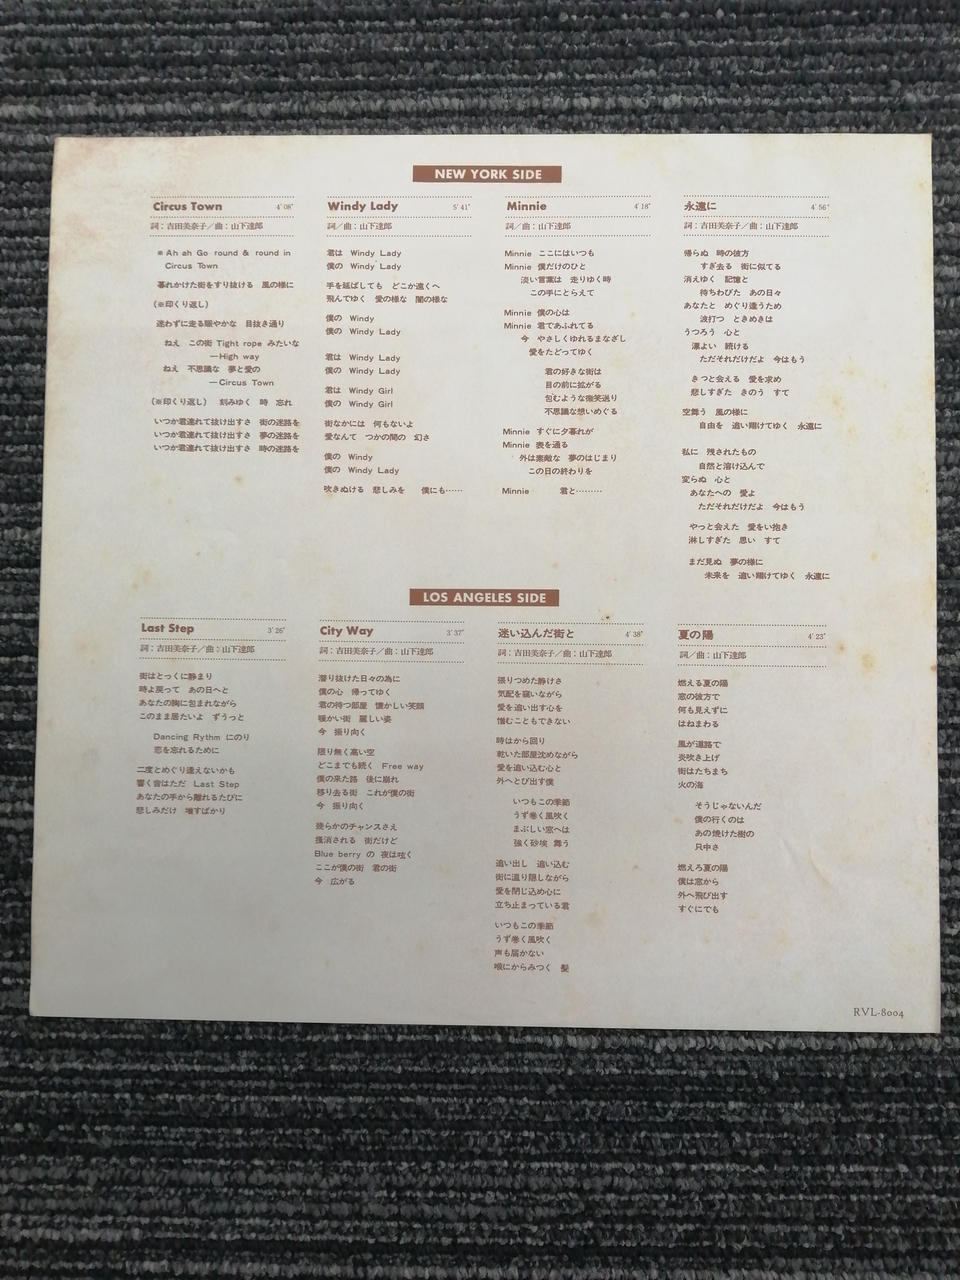 NEW YORK SIDE
Circus Town 4'08"
詞：吉田美奈子／曲：山下達郎
※Ah ah Go round & round in
Circus Town
暮れかけた街をすり抜ける 風の様に
(※印くり返し)
迷わずに走る賑やかな 目抜き通り
ねえ この街 Tight rope みたいな
—High way
ねえ 不思議な 夢と愛の
—Circus Town
(※印くり返し) 刻みゆく 時 忘れ
いつか君連れて抜け出すさ 街の迷路を
いつか君連れて抜け出すさ 夢の迷路を
いつか君連れて抜け出すさ 時の迷路を
Windy Lady 5'41"
詞：吉田美奈子／曲：山下達郎
君は Windy Lady
僕の Windy Lady
手を延ばしても どこか遠くへ
飛んでゆく 愛の様な 闇の様な
僕の Windy
僕の Windy Lady
君は Windy Lady
僕の Windy Lady
君は Windy Girl
僕の Windy Girl
街なかには 何もないよ
愛なんて つかの間の 幻さ
僕の Windy
僕の Windy Lady
吹きぬける 悲しみを 僕にも……
Minnie 4'18"
詞／曲：山下達郎
Minnie ここにはいつも
Minnie 僕だけのひと
淡い言葉は 走りゆく時
この手にとらえて
Minnie 僕の心は
Minnie 君であふれてる
今 やさしくゆれるまなざし
愛をたどってゆく
君の好きな街は
目の前に拡がる
包むような微笑送り
不思議な想いめぐる
Minnie すぐに夕暮れが
Minnie 表を通る
外は素敵な 夢のはじまり
この日の終わりを
Minnie 君と………
永遠に 4'56"
詞：吉田美奈子／曲：山下達郎
帰らぬ 時の彼方
すぎ去る 街に似てる
消えゆく 記憶と
待ちわびた あの日々
あなたと めぐり逢うため
波打つ ときめきは
うつろう 心と
漂よい 続ける
ただそれだけだよ 今はもう
きつと会える 愛を求め
悲しすぎた きのう すて
空舞う 風の様に
自由を 追い翔けてゆく 永遠に
私に 残されたもの
自然と溶け込んで
変らぬ 心と
あなたへの 愛よ
ただそれだけだよ 今はもう
やっと会えた 愛をい抱き
淋しすぎた 思い すて
まだ見ぬ 夢の様に
未来を 追い翔けてゆく 永遠に
LOS ANGELES SIDE
Last Step 3'26"
詞：吉田美奈子／曲：山下達郎
街はとっくに静まり
時よ戻って あの日へと
あなたの胸に包まれながら
このまま居たいよ ずうっと
Dancing Rythm にのり
恋を忘れるために
二度とめぐり逢えないかも
響く音はただ Last Step
あなたの手から離れるたびに
悲しみだけ 増すばかり
City Way 3'37"
詞：吉田美奈子／曲：山下達郎
潜り抜けた日々の為に
僕の心 帰ってゆく
君の待つ部屋 懐かしい笑顔
暖かい街 麗しい姿
今 振り向く
限り無く高い空
どこまでも続く Free way
僕の来た路 後に崩れ
移り去る街 これが僕の街
今 振り向く
幾らかのチャンスさえ
掻消される 街だけど
Blue berry の 夜は呟く
ここが僕の街 君の街
今 広がる
迷い込んだ街と 4'38"
詞：吉田美奈子／曲：山下達郎
張りつめた静けさ
気配を窺いながら
愛を追い出す心を
憎むこともできない
時はから回り
乾いた部屋沈めながら
愛を追い込む心と
外へとび出す僕
いつもこの季節
うず巻く風吹く
まぶしい窓へは
強く砂埃 舞う
追い出し 追い込む
街に温り隠しながら
愛を閉じ込め心に
立ち止まっている君
いつもこの季節
うず巻く風吹く
声も届かない
喉にからみつく 髪
夏の陽 4'23"
詞／曲：山下達郎
燃える夏の陽
窓の彼方で
何も見えずに
はねまわる
風が道路で
炎吹き上げ
街はたちまち
火の海
そうじゃないんだ
僕の行くのは
あの焼けた樹の
只中さ
燃えろ夏の陽
僕は窓から
外へ飛び出す
すぐにでも
RVL-8004